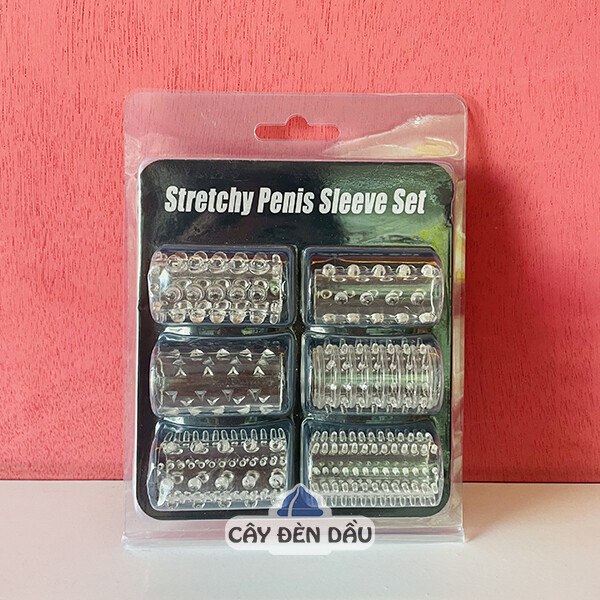 Stretchy Penis Sleeve Set
CÂY ĐÈN DẦU